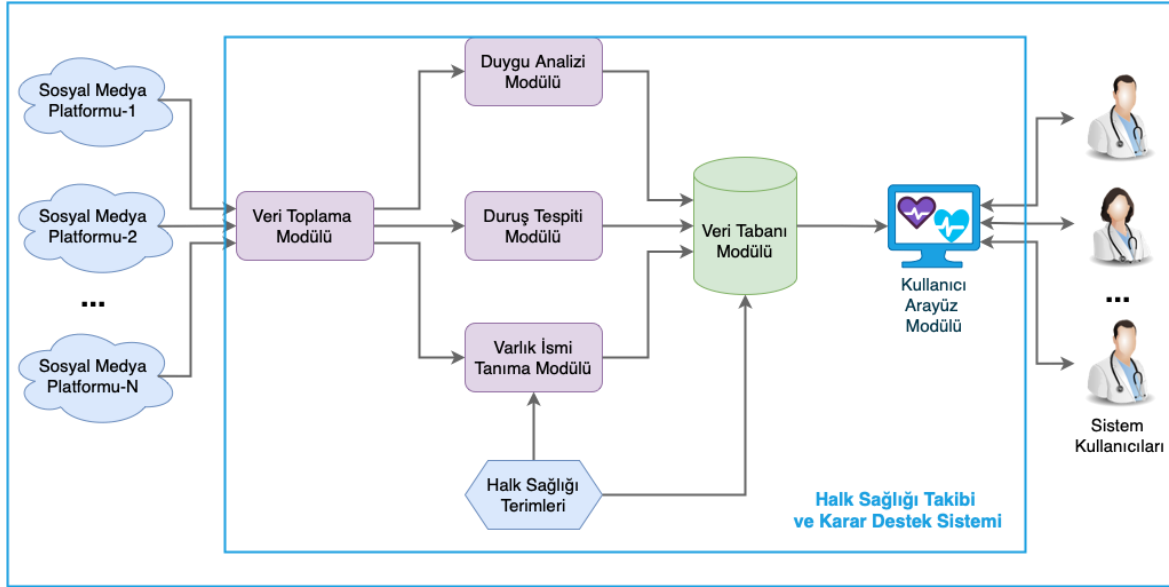 Sosyal Medya
Platformu-1
Sosyal Medya
Platformu-2
...
Sosyal Medya
Platformu-N
Veri Toplama
Modülü
Duygu Analizi
Modülü
Duruş Tespiti
Modülü
Varlık İsmi
Tanıma Modülü
Halk Sağlığı
Terimleri
Veri Tabanı
Modülü
Kullanıcı
Arayüz
Modülü
...
Sistem
Kullanıcıları
Halk Sağlığı Takibi
ve Karar Destek Sistemi